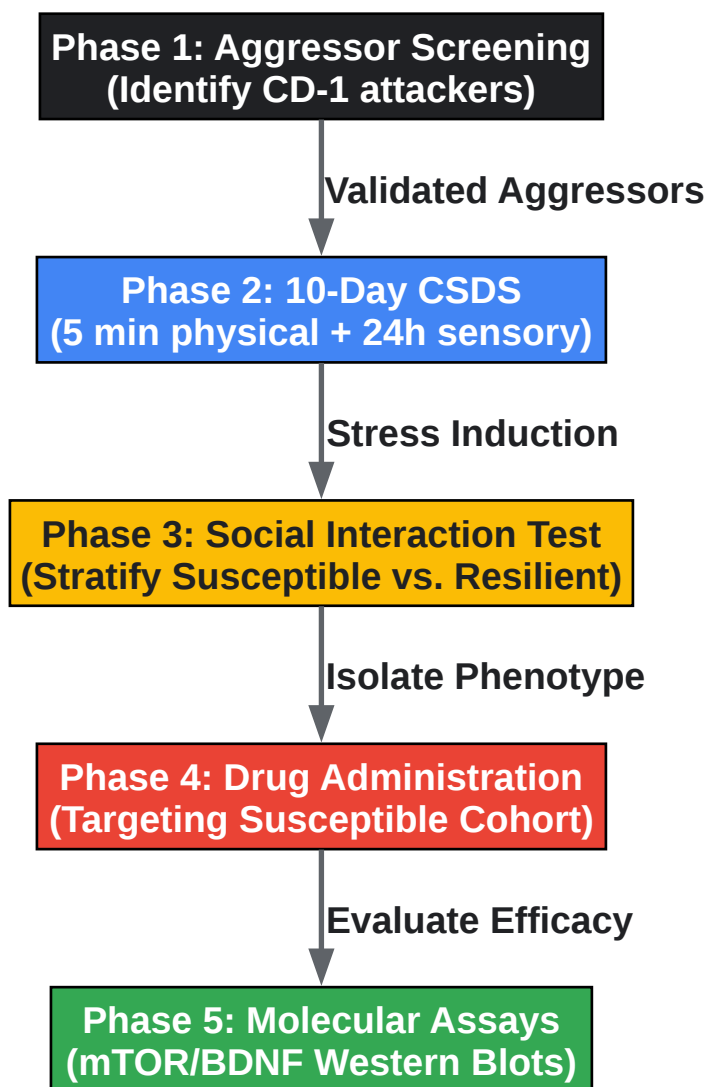 Phase 1: Aggressor Screening
(Identify CD-1 attackers)
Validated Aggressors
Phase 2: 10-Day CSDS
(5 min physical + 24h sensory)
Stress Induction
Phase 3: Social Interaction Test
(Stratify Susceptible vs. Resilient)
Isolate Phenotype
Phase 4: Drug Administration
(Targeting Susceptible Cohort)
Evaluate Efficacy
Phase 5: Molecular Assays
(mTOR/BDNF Western Blots)